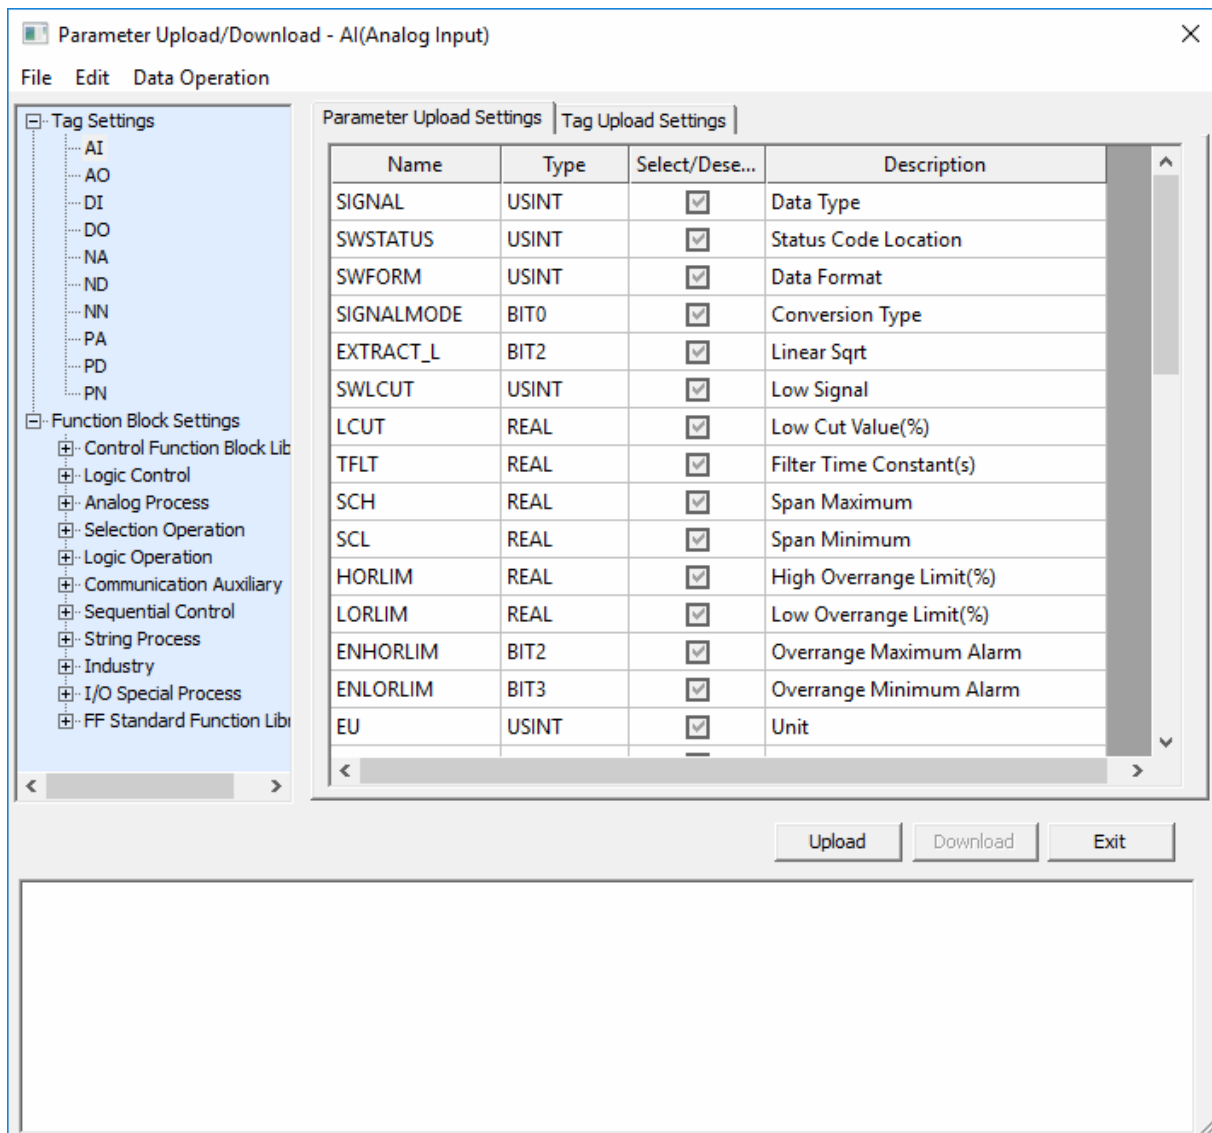 Parameter Upload/Download - AI(Analog Input)
File Edit Data Operation
Tag Settings
AI
AO
DI
DO
NA
ND
NN
PA
PD
PN
Function Block Settings
Control Function Block Lib
Logic Control
Analog Process
Selection Operation
Logic Operation
Communication Auxiliary
Sequential Control
String Process
Industry
I/O Special Process
FF Standard Function Lib
Parameter Upload Settings Tag Upload Settings
Name Type Select/Dese... Description
SIGNAL USINT Data Type
SWSTATUS USINT Status Code Location
SWFORM USINT Data Format
SIGNALMODE BIT0 Conversion Type
EXTRACT_L BIT2 Linear Sqrt
SWLCUT USINT Low Signal
LCUT REAL Low Cut Value(%)
TFLT REAL Filter Time Constant(s)
SCH REAL Span Maximum
SCL REAL Span Minimum
HORLIM REAL High Overrange Limit(%)
LORLIM REAL Low Overrange Limit(%)
ENHORLIM BIT2 Overrange Maximum Alarm
ENLORLIM BIT3 Overrange Minimum Alarm
EU USINT Unit
Upload Download Exit